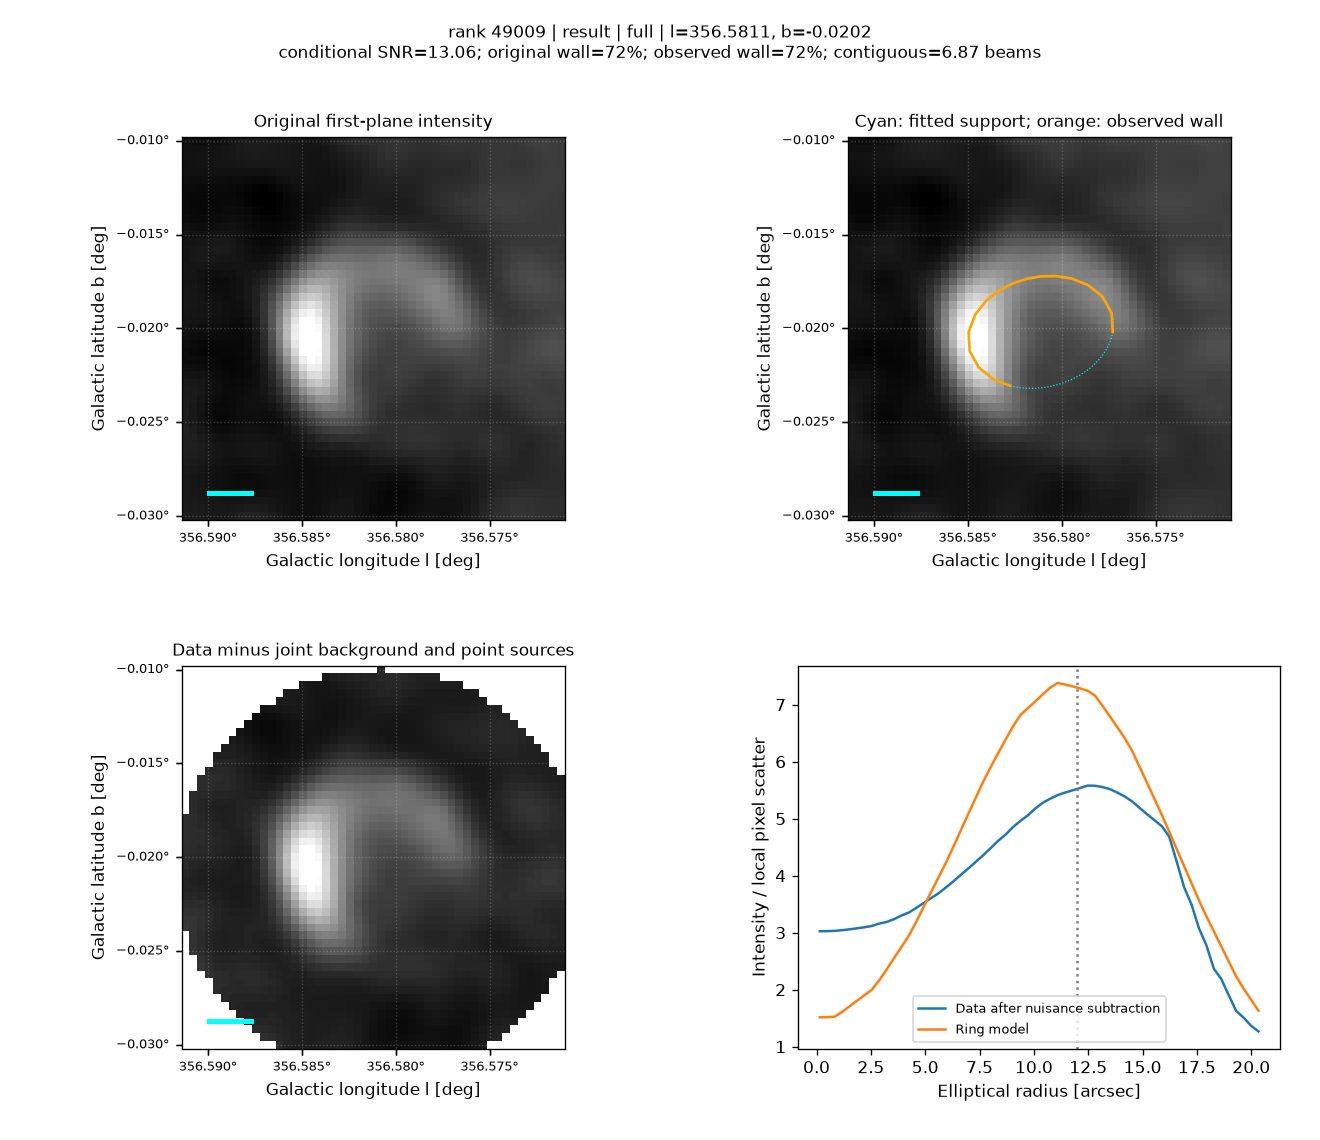 rank 49009 | result | full | l=356.5811, b=-0.0202
conditional SNR=13.06; original wall=72%; observed wall=72%; contiguous=6.87 beams
Original first-plane intensity
−0.010°
−0.015°
−0.020°
−0.025°
−0.030°
Galactic latitude b [deg]
356.590°
356.585°
356.580°
356.575°
Galactic longitude l [deg]
Cyan: fitted support; orange: observed wall
−0.010°
−0.015°
−0.020°
−0.025°
−0.030°
Galactic latitude b [deg]
356.590°
356.585°
356.580°
356.575°
Galactic longitude l [deg]
Data minus joint background and point sources
−0.010°
−0.015°
−0.020°
−0.025°
−0.030°
Galactic latitude b [deg]
356.590°
356.585°
356.580°
356.575°
Galactic longitude l [deg]
7
6
5
4
3
2
1
Intensity / local pixel scatter
Data after nuisance subtraction
Ring model
0.0
2.5
5.0
7.5
10.0
12.5
15.0
17.5
20.0
Elliptical radius [arcsec]